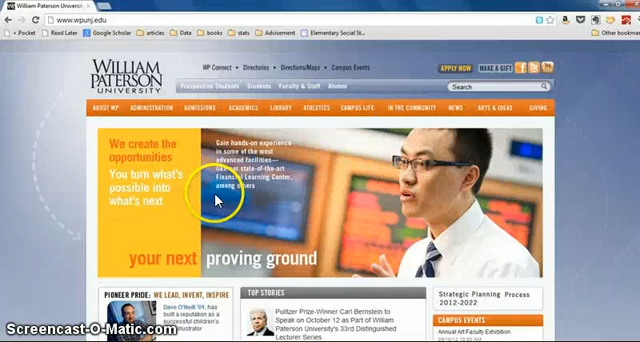 William Paterson University
www.wpunj.edu
Pocket
Read Later
Google Scholar
articles
Data
books
stats
Advisement
Elementary Social St...
Other bookmar
WILLIAM
PATERSON
UNIVERSITY
WP Connect
Directories
Directions/Maps
Campus Events
APPLY NOW
MAKE A GIFT
Prospective Students
Students
Faculty & Staff
Alumni
Search
ABOUT WP
ADMINISTRATION
ADMISSIONS
ACADEMICS
LIBRARY
ATHLETICS
CAMPUS LIFE
IN THE COMMUNITY
NEWS
ARTS & IDEAS
GIVING
We create the
opportunities
You turn what's
possible into
what's next
Gain hands-on experience
in some of the most
advanced facilities—
like our state-of-the-art
Financial Learning Center,
among others
your next proving ground
PIONEER PRIDE: WE LEAD, INVENT, INSPIRE
Dave O'Neill '91, has
built a reputation as a
successful children's
illustrator
TOP STORIES
Pulitzer Prize-Winner Carl Bernstein to
Speak on October 12 as Part of William
Paterson University's 33rd Distinguished
Lecturer Series
Strategic Planning Process
2012-2022
CAMPUS EVENTS
Annual Art Faculty Exhibition
Screencast-O-Matic.com